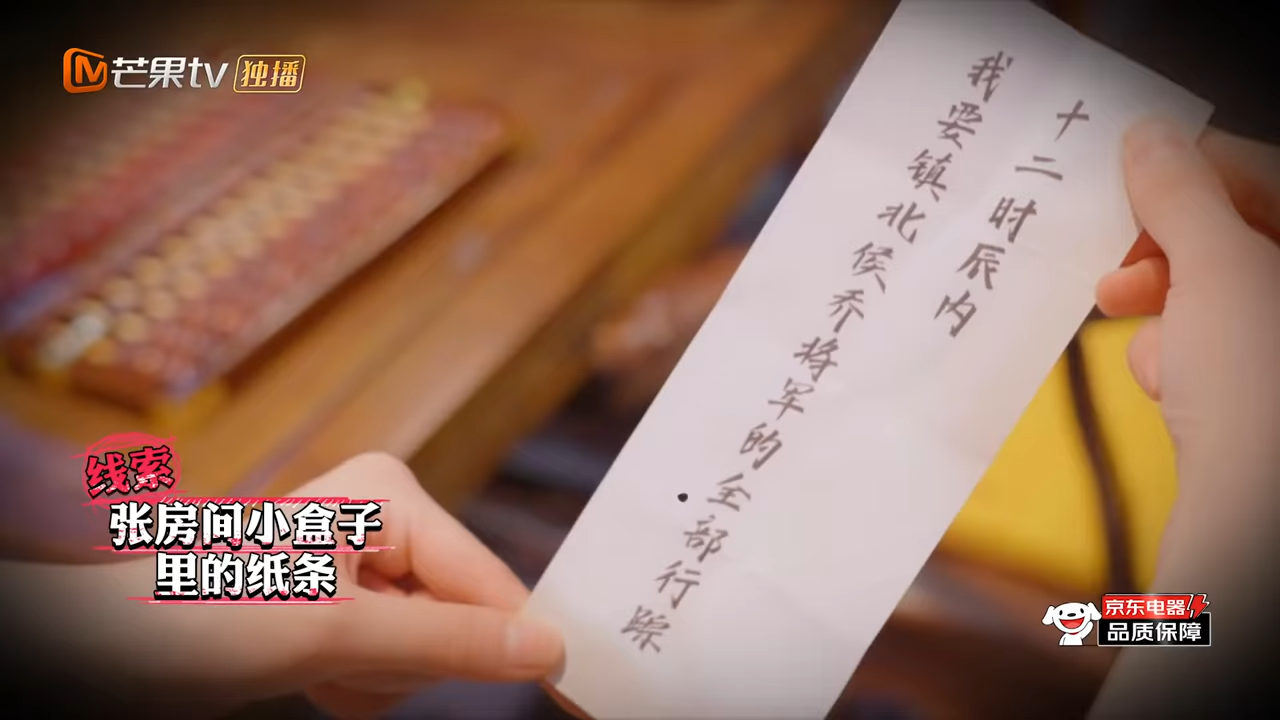 芒果tv 独播
十二时辰内
我要镇北侯乔将军的全部行踪
线索
张房间小盒子
里的纸条
京东电器
品质保障